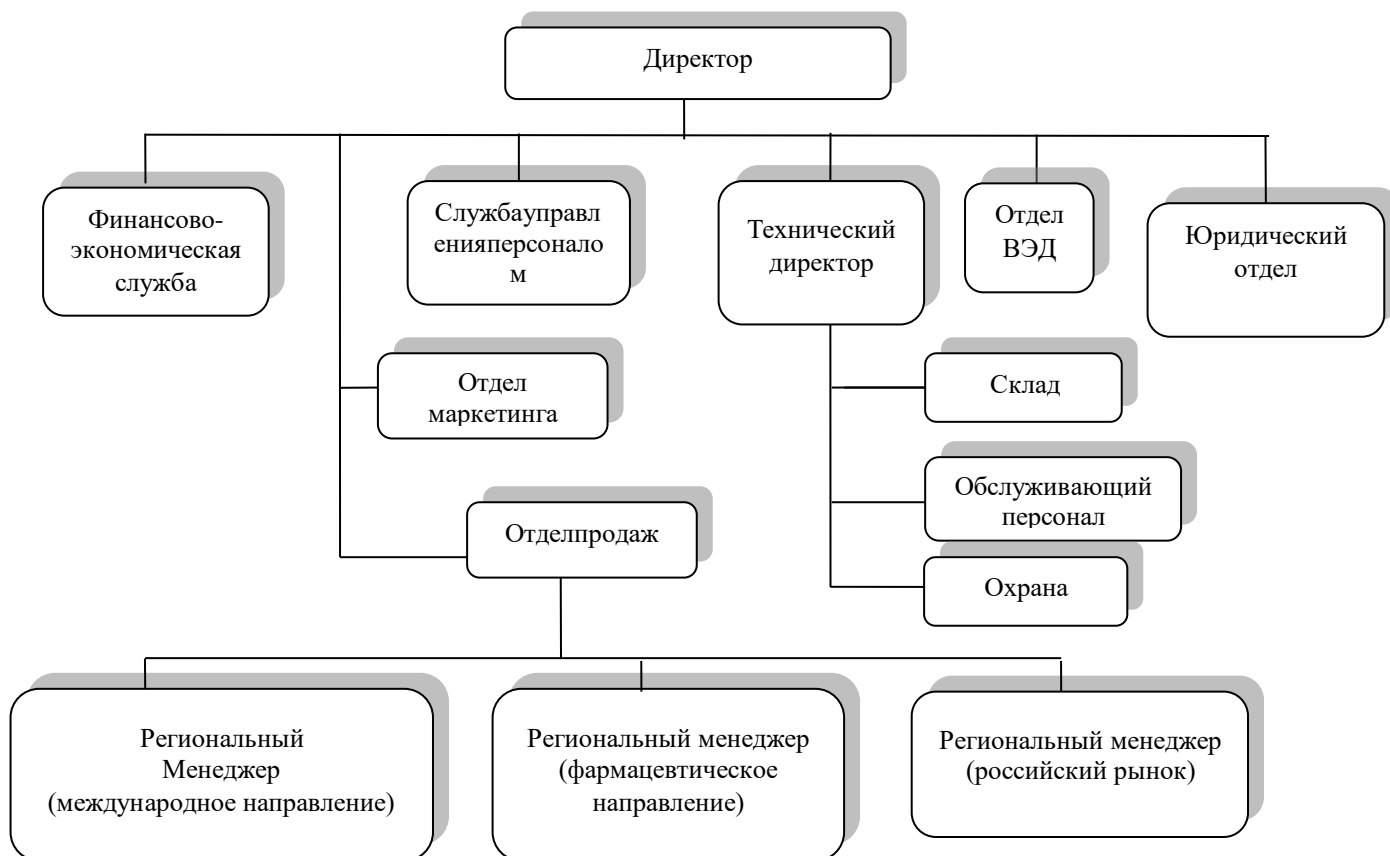 Директор
Финансово-
экономическая
служба
Службауправл
енияперсонало
м
Технический
директор
Отдел
ВЭД
Юридический
отдел
Отдел
маркетинга
Склад
Обслуживающий
персонал
Отделпродаж
Охрана
Региональный
Менеджер
(международное направление)
Региональный менеджер
(фармацевтическое
направление)
Региональный менеджер
(российский рынок)